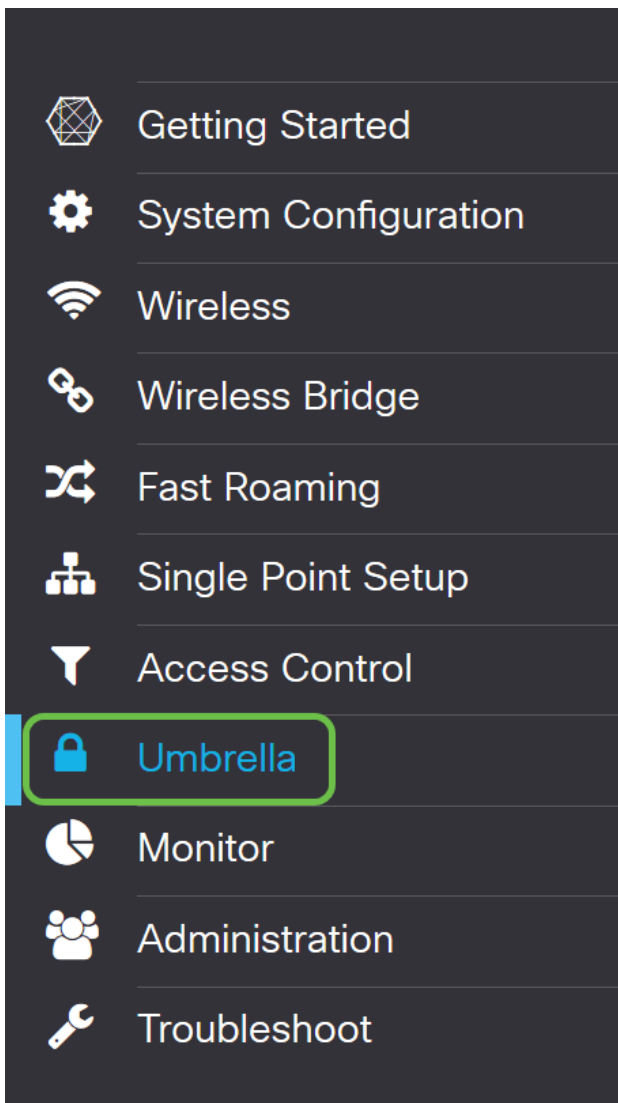 Getting Started
System Configuration
Wireless
Wireless Bridge
Fast Roaming
Single Point Setup
Access Control
Umbrella
Monitor
Administration
Troubleshoot